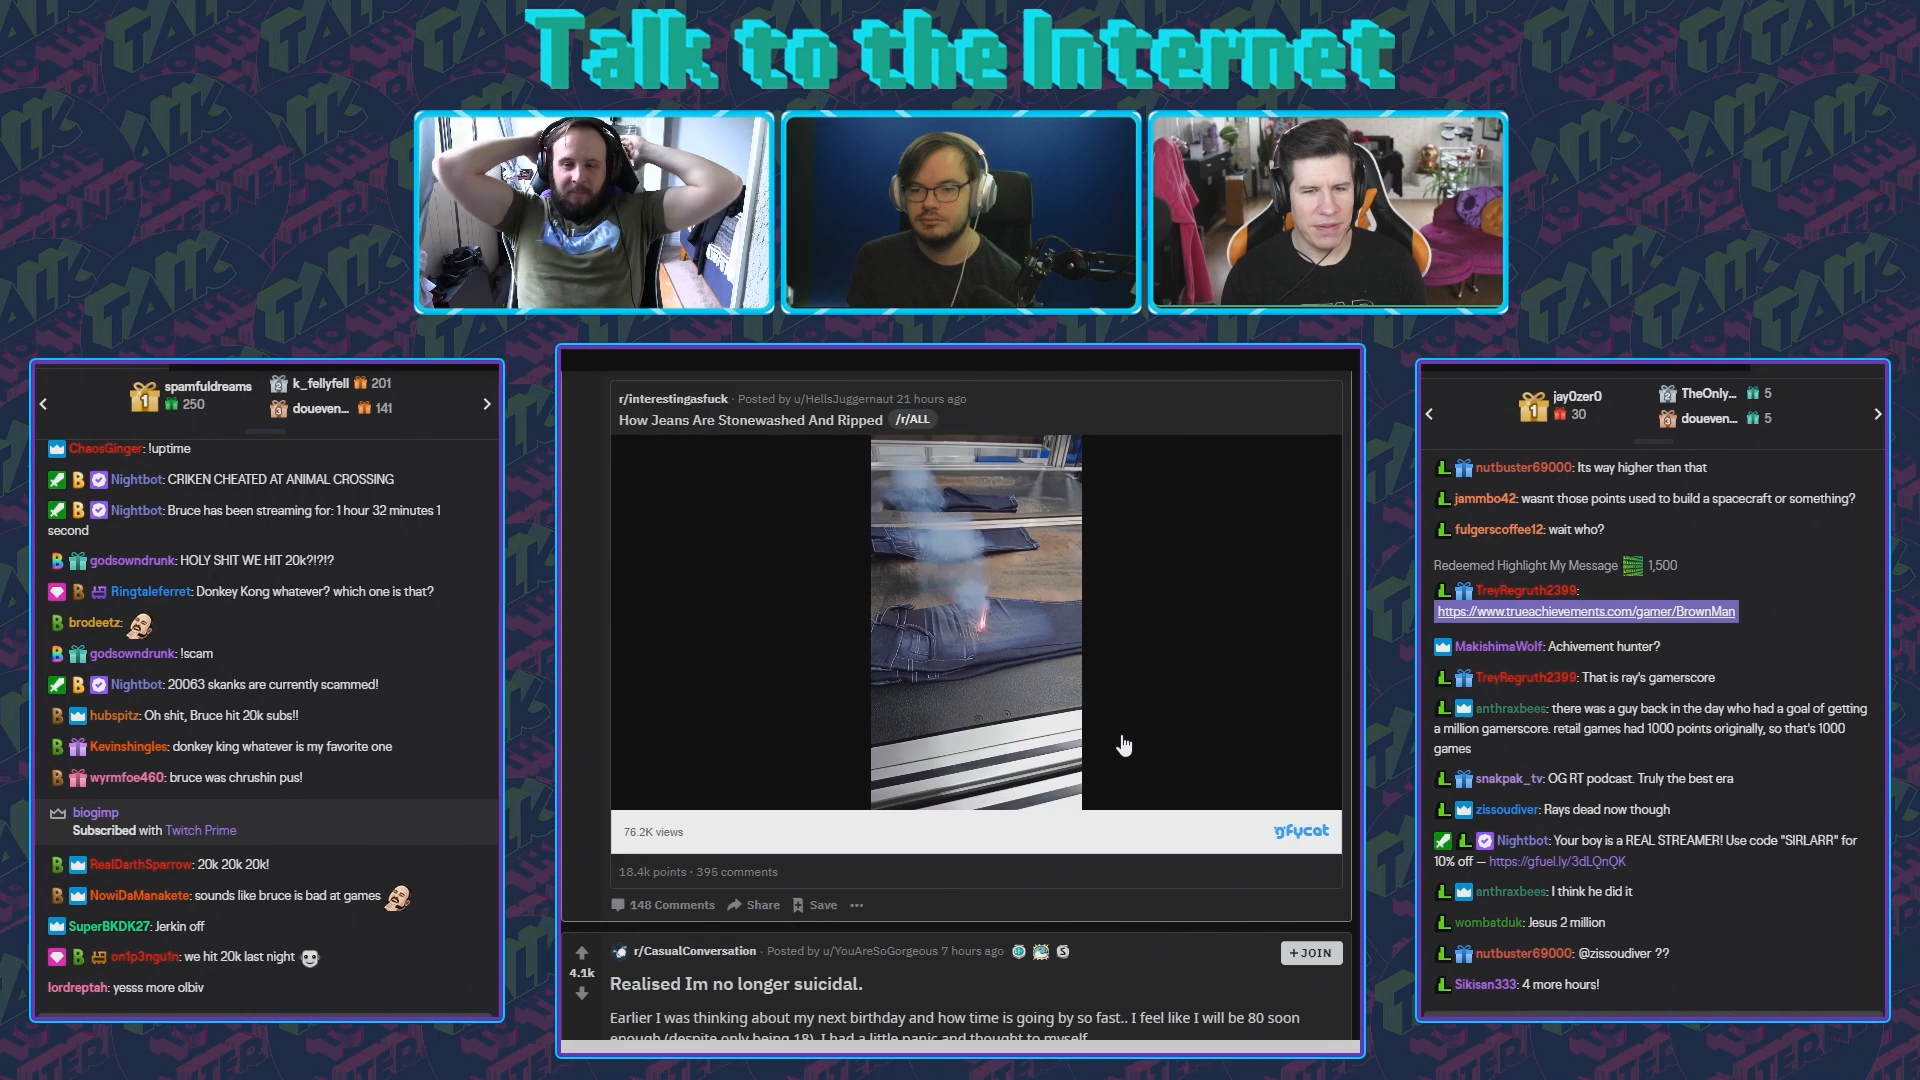 Talk to the Internet
spamfuldreams
250
k_fellyfell 201
doueven... 141
ChaosGinger: !uptime
Nightbot: CRIKEN CHEATED AT ANIMAL CROSSING
Nightbot: Bruce has been streaming for: 1 hour 32 minutes 1
second
godsowndrunk: HOLY SHIT WE HIT 20k?!?!?
Ringtaleferret: Donkey Kong whatever? which one is that?
brodeetz:
godsowndrunk: !scam
Nightbot: 20063 skanks are currently scammed!
hubspitz: Oh shit, Bruce hit 20k subs!!
Kevinshingles: donkey king whatever is my favorite one
wyrmfoe460: bruce was chrushin pus!
biogimp
Subscribed with Twitch Prime
RealDarthSparrow: 20k 20k 20k!
NowiDaManakete: sounds like bruce is bad at games
SuperBKDK27: Jerkin off
on1p3ngu1n: we hit 20k last night
lordreptah: yesss more olbiv
r/interestingasfuck · Posted by u/HellsJuggernaut 21 hours ago
How Jeans Are Stonewashed And Ripped /r/ALL
76.2K views
gfycat
18.4k points · 395 comments
148 Comments Share Save
4.1k
r/CasualConversation · Posted by u/YouAreSoGorgeous 7 hours ago
+ JOIN
Realised Im no longer suicidal.
Earlier I was thinking about my next birthday and how time is going by so fast.. I feel like I will be 80 soon
enough (despite only being 18). I had a little panic and thought to myself
jay0zer0
30
TheOnly... 5
doueven... 5
nutbuster69000: Its way higher than that
jammbo42: wasnt those points used to build a spacecraft or something?
fulgerscoffee12: wait who?
Redeemed Highlight My Message 1,500
TreyRegruth2399:
https://www.trueachievements.com/gamer/BrownMan
MakishimaWolf: Achivement hunter?
TreyRegruth2399: That is ray's gamerscore
anthraxbees: there was a guy back in the day who had a goal of getting
a million gamerscore. retail games had 1000 points originally, so that's 1000
games
snakpak_tv: OG RT podcast. Truly the best era
zissoudiver: Rays dead now though
Nightbot: Your boy is a REAL STREAMER! Use code "SIRLARR" for
10% off — https://gfuel.ly/3dLQnQK
anthraxbees: I think he did it
wombatduk: Jesus 2 million
nutbuster69000: @zissoudiver ??
Sikisan333: 4 more hours!